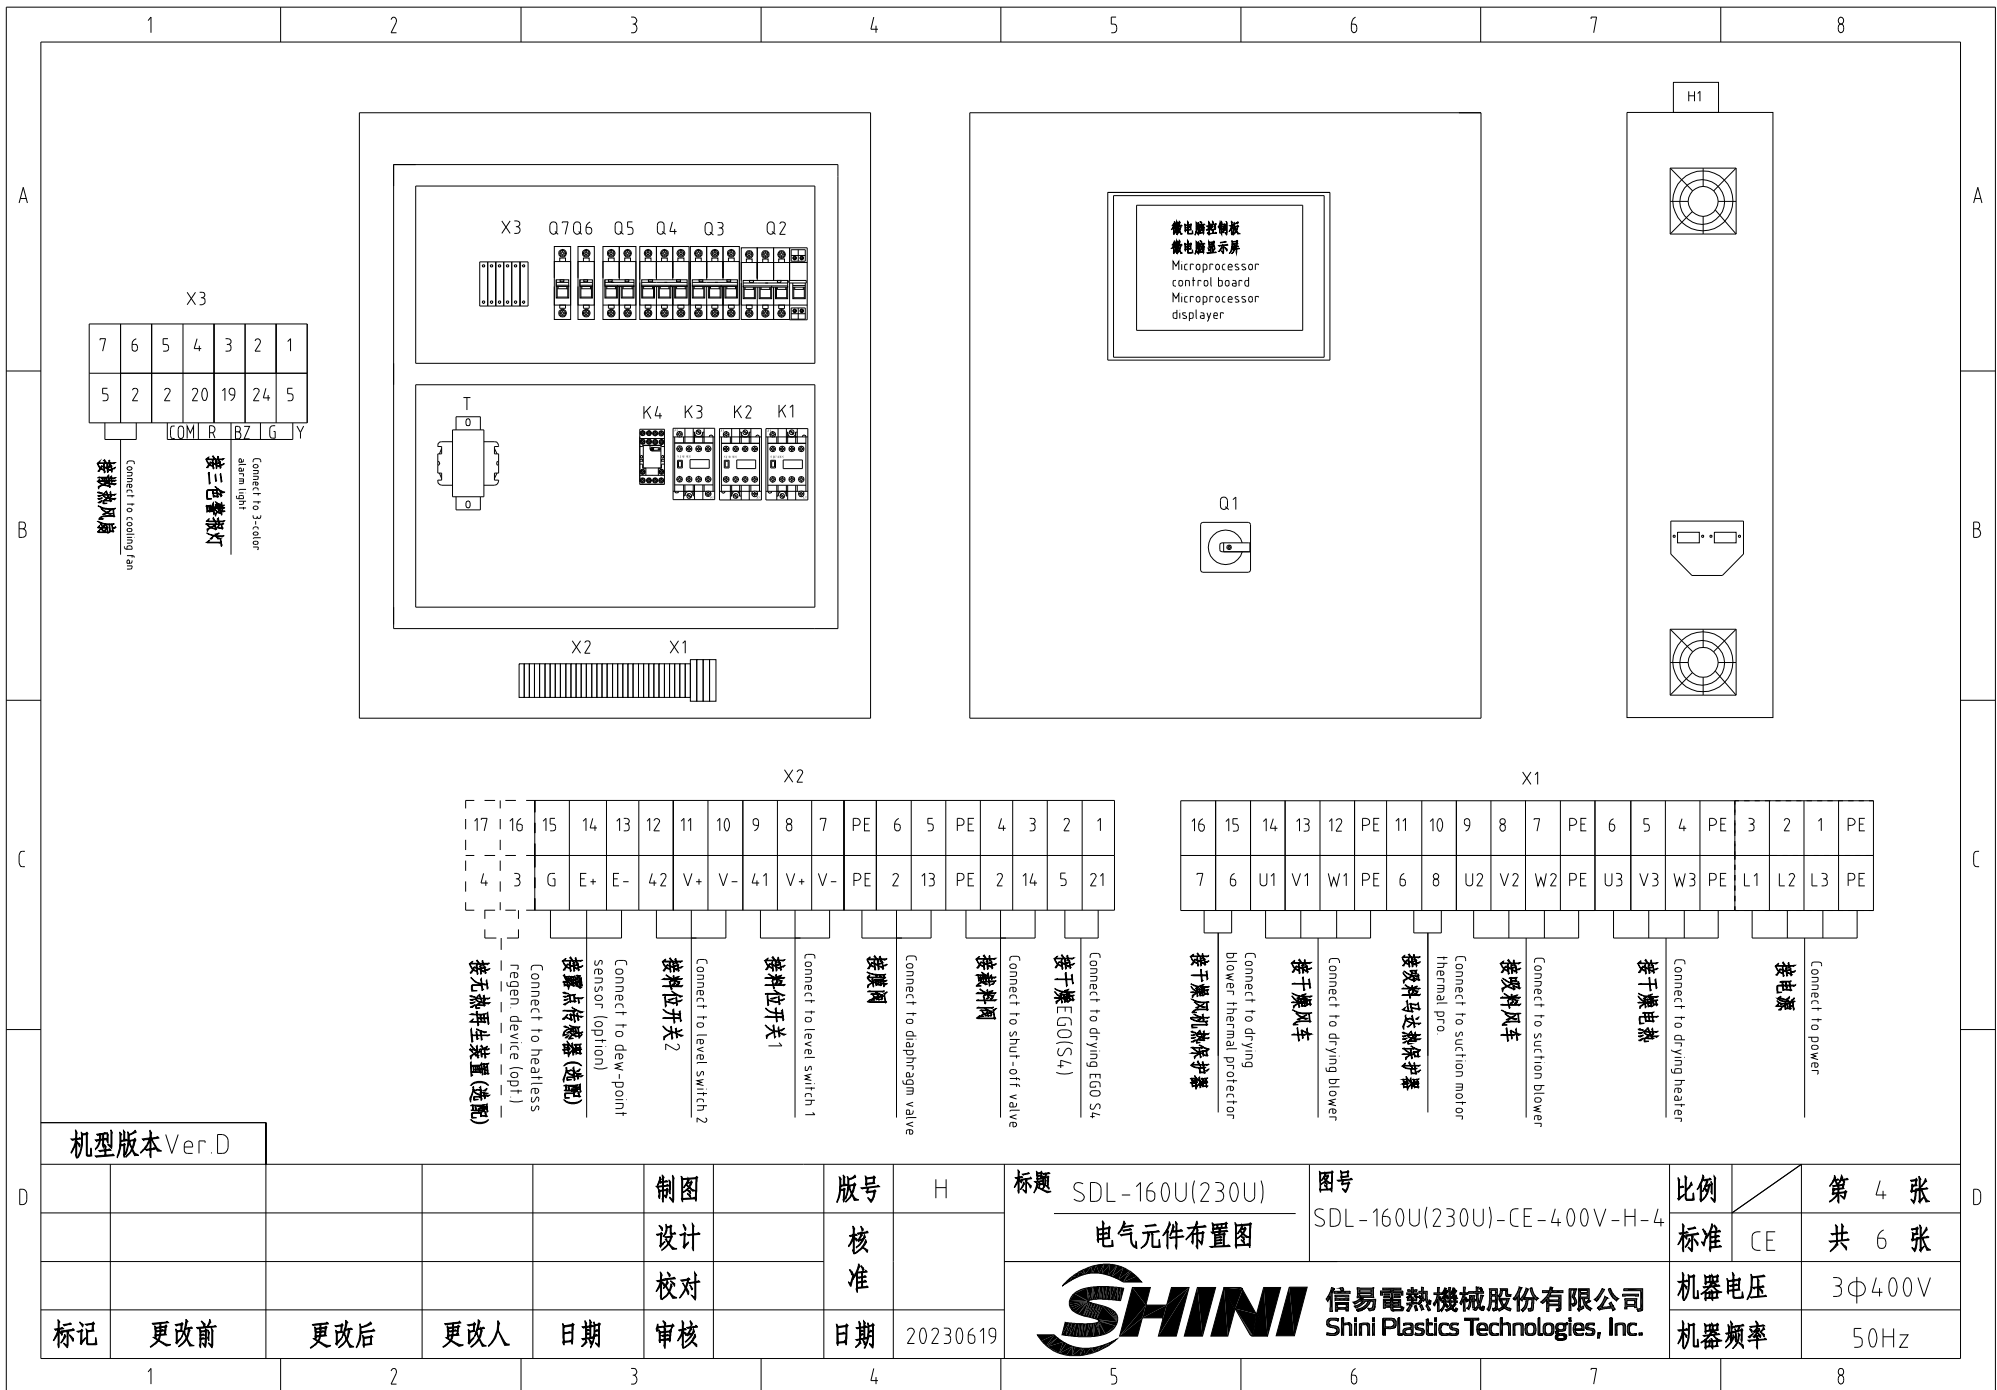 1 2 3 4 5 6 7 8
H1
A A
X3 Q7 Q6 Q5 Q4 Q3 Q2
微电脑控制板
微电脑显示屏
Microprocessor
control board
Microprocessor
displayer
X3
7 6 5 4 3 2 1
5 2 2 20 19 24 5
COM R BZ G Y
接散热风扇
Connect to cooling fan
接三色警报灯
Connect to 3-color
alarm light
T
K4 K3 K2 K1
Q1
B B
X2 X1
X2
17 16 15 14 13 12 11 10 9 8 7 PE 6 5 PE 4 3 2 1
4 3 G E+ E- 42 V+ V- 41 V+ V- PE 2 13 PE 2 14 5 21
接无热再生装置(选配)
Connect to heatless
regen. device (opt.)
接露点传感器(选配)
Connect to dew-point
sensor (option)
接料位开关2
Connect to level switch 2
接料位开关1
Connect to level switch 1
接膜阀
Connect to diaphragm valve
接截料阀
Connect to shut-off valve
接干燥EGO(S4)
Connect to drying EGO S4
X1
16 15 14 13 12 PE 11 10 9 8 7 PE 6 5 4 PE 3 2 1 PE
7 6 U1 V1 W1 PE 6 8 U2 V2 W2 PE U3 V3 W3 PE L1 L2 L3 PE
接干燥风机热保护器
Connect to drying
blower thermal protector
接干燥风车
Connect to drying blower
接吸料马达热保护器
Connect to suction motor
thermal pro.
接吸料风车
Connect to suction blower
接干燥电热
Connect to drying heater
接电源
Connect to power
C C
机型版本Ver.D
D D
制图 版号 H
设计 核准
校对
标记 更改前 更改后 更改人 日期 审核 日期 20230619
标题 SDL-160U(230U)
电气元件布置图
图号
SDL-160U(230U)-CE-400V-H-4
比例 第 4 张
标准 CE 共 6 张
机器电压 3Φ400V
机器频率 50Hz
SHINI
信易電熱機械股份有限公司
Shini Plastics Technologies, Inc.
1 2 3 4 5 6 7 8